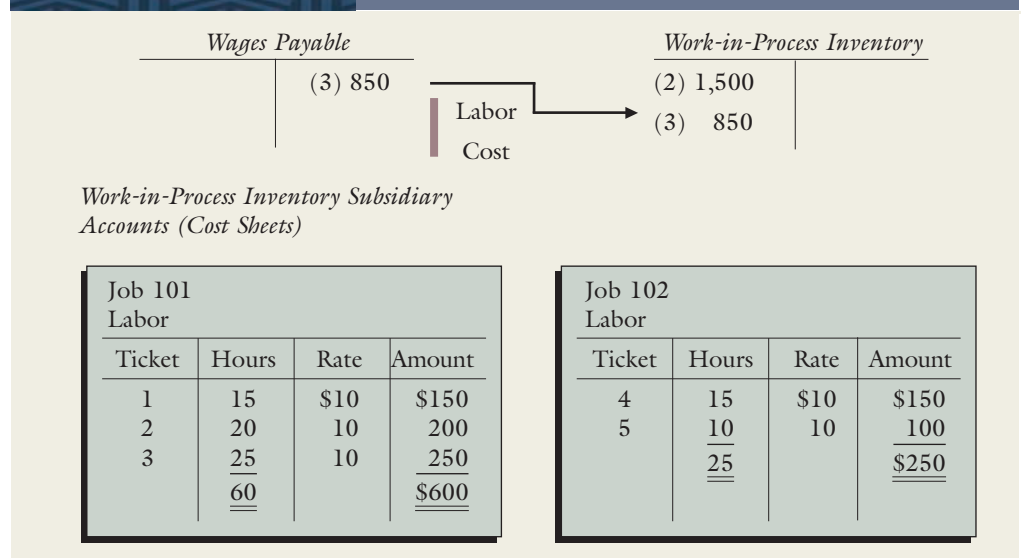 Wages Payable
(3) 850
Labor
Cost
Work-in-Process Inventory
(2) 1,500
(3) 850
Work-in-Process Inventory Subsidiary
Accounts (Cost Sheets)
Job 101
Labor
Ticket Hours Rate Amount
1 15 $10 $150
2 20 10 200
3 25 10 250
60 $600
Job 102
Labor
Ticket Hours Rate Amount
4 15 $10 $150
5 10 10 100
25 $250